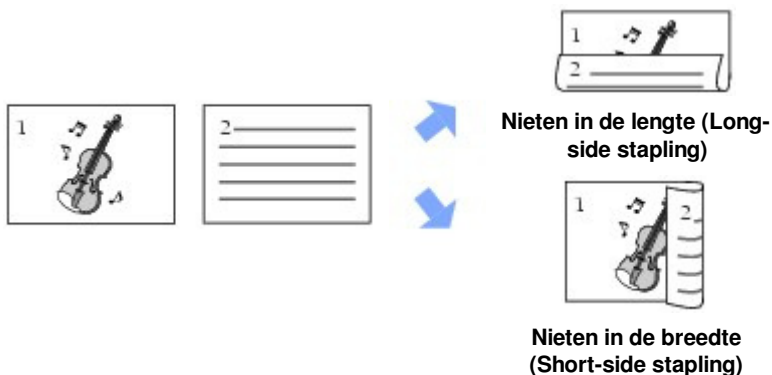 1
2
1
2
Nieten in de lengte (Long-
side stapling)
1
2
Nieten in de breedte
(Short-side stapling)